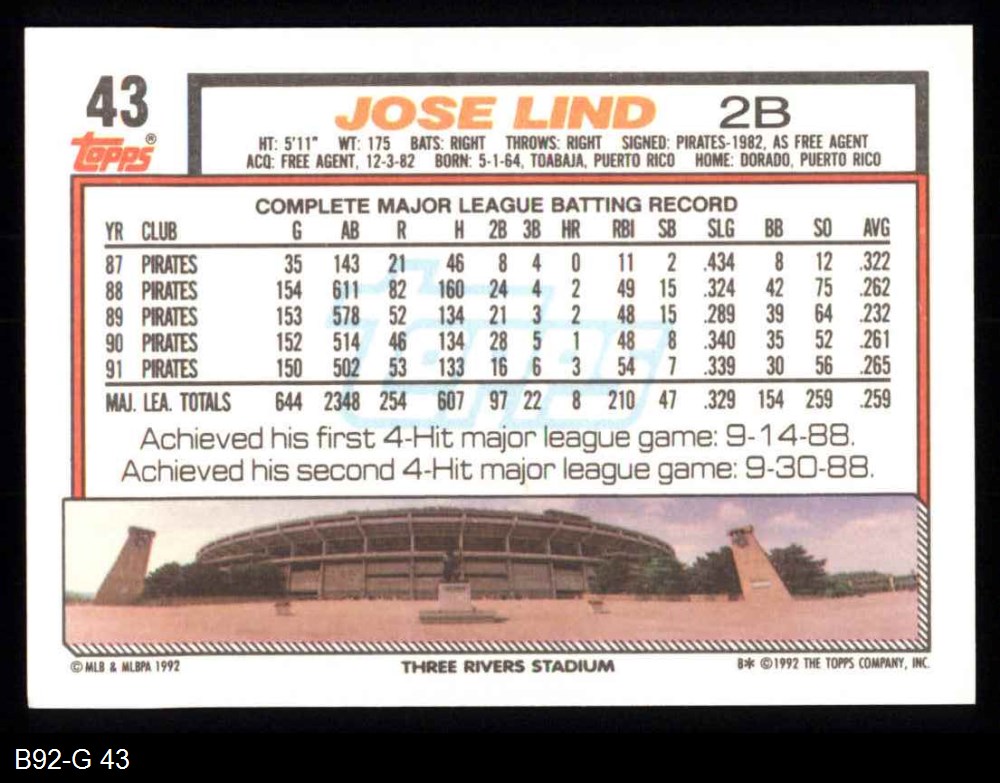 43
Topps®
JOSE LIND 2B
HT: 5'11" WT: 175 BATS: RIGHT THROWS: RIGHT SIGNED: PIRATES-1982, AS FREE AGENT
ACQ: FREE AGENT, 12-3-82 BORN: 5-1-64, TOABAJA, PUERTO RICO HOME: DORADO, PUERTO RICO
COMPLETE MAJOR LEAGUE BATTING RECORD
YR CLUB G AB R H 2B 3B HR RBI SB SLG BB SO AVG
87 PIRATES 35 143 21 46 8 4 0 11 2 .434 8 12 .322
88 PIRATES 154 611 82 160 24 4 2 49 15 .324 42 75 .262
89 PIRATES 153 578 52 134 21 3 2 48 15 .289 39 64 .232
90 PIRATES 152 514 46 134 28 5 1 48 8 .340 35 52 .261
91 PIRATES 150 502 53 133 16 6 3 54 7 .339 30 56 .265
MAJ. LEA. TOTALS 644 2348 254 607 97 22 8 210 47 .329 154 259 .259
Topps
Achieved his first 4-Hit major league game: 9-14-88.
Achieved his second 4-Hit major league game: 9-30-88.
© MLB & MLBPA 1992 THREE RIVERS STADIUM B* ©1992 THE TOPPS COMPANY, INC.
B92-G 43